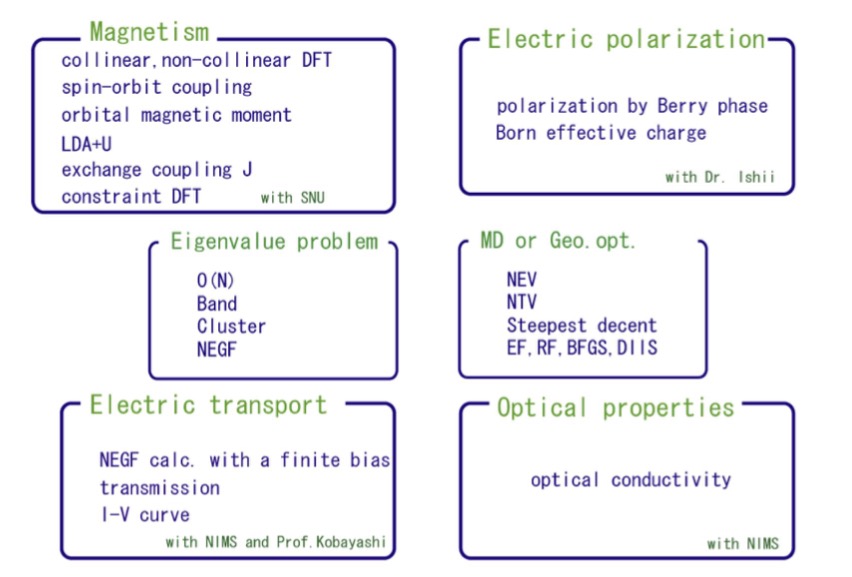 Magnetism
collinear,non-collinear DFT
spin-orbit coupling
orbital magnetic moment
LDA+U
exchange coupling J
constraint DFT with SNU
Electric polarization
polarization by Berry phase
Born effective charge
with Dr. Ishii
Eigenvalue problem
O(N)
Band
Cluster
NEGF
MD or Geo.opt.
NEV
NTV
Steepest decent
EF,RF,BFGS,DIIS
Electric transport
NEGF calc. with a finite bias
transmission
I-V curve
with NIMS and Prof.Kobayashi
Optical properties
optical conductivity
with NIMS